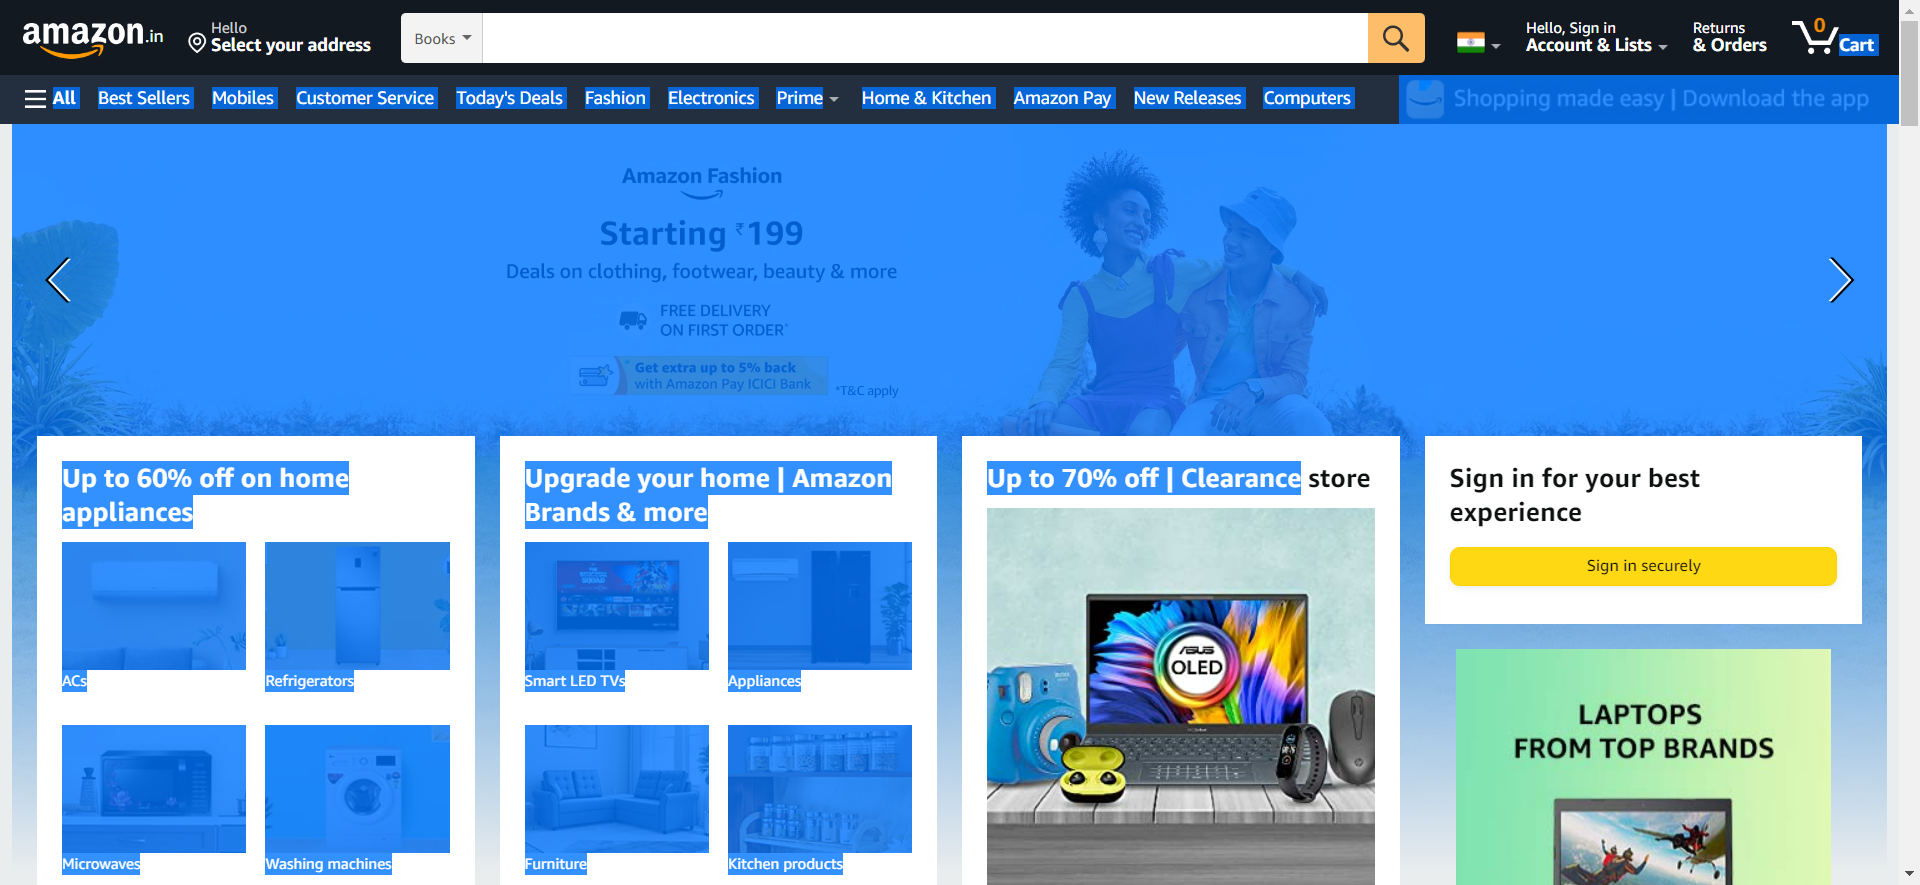 amazon.in
Hello
Select your address
Books
Hello, Sign in
Account & Lists
Returns
& Orders
0
Cart
All
Best Sellers
Mobiles
Customer Service
Today's Deals
Fashion
Electronics
Prime
Home & Kitchen
Amazon Pay
New Releases
Computers
Shopping made easy | Download the app
Amazon Fashion
Starting ₹199
Deals on clothing, footwear, beauty & more
FREE DELIVERY
ON FIRST ORDER*
Get extra up to 5% back
with Amazon Pay ICICI Bank
*T&C apply
Up to 60% off on home
appliances
ACs
Refrigerators
Microwaves
Washing machines
Upgrade your home | Amazon
Brands & more
Smart LED TVs
Appliances
Furniture
Kitchen products
Up to 70% off | Clearance store
ASUS
OLED
Sign in for your best
experience
Sign in securely
LAPTOPS
FROM TOP BRANDS